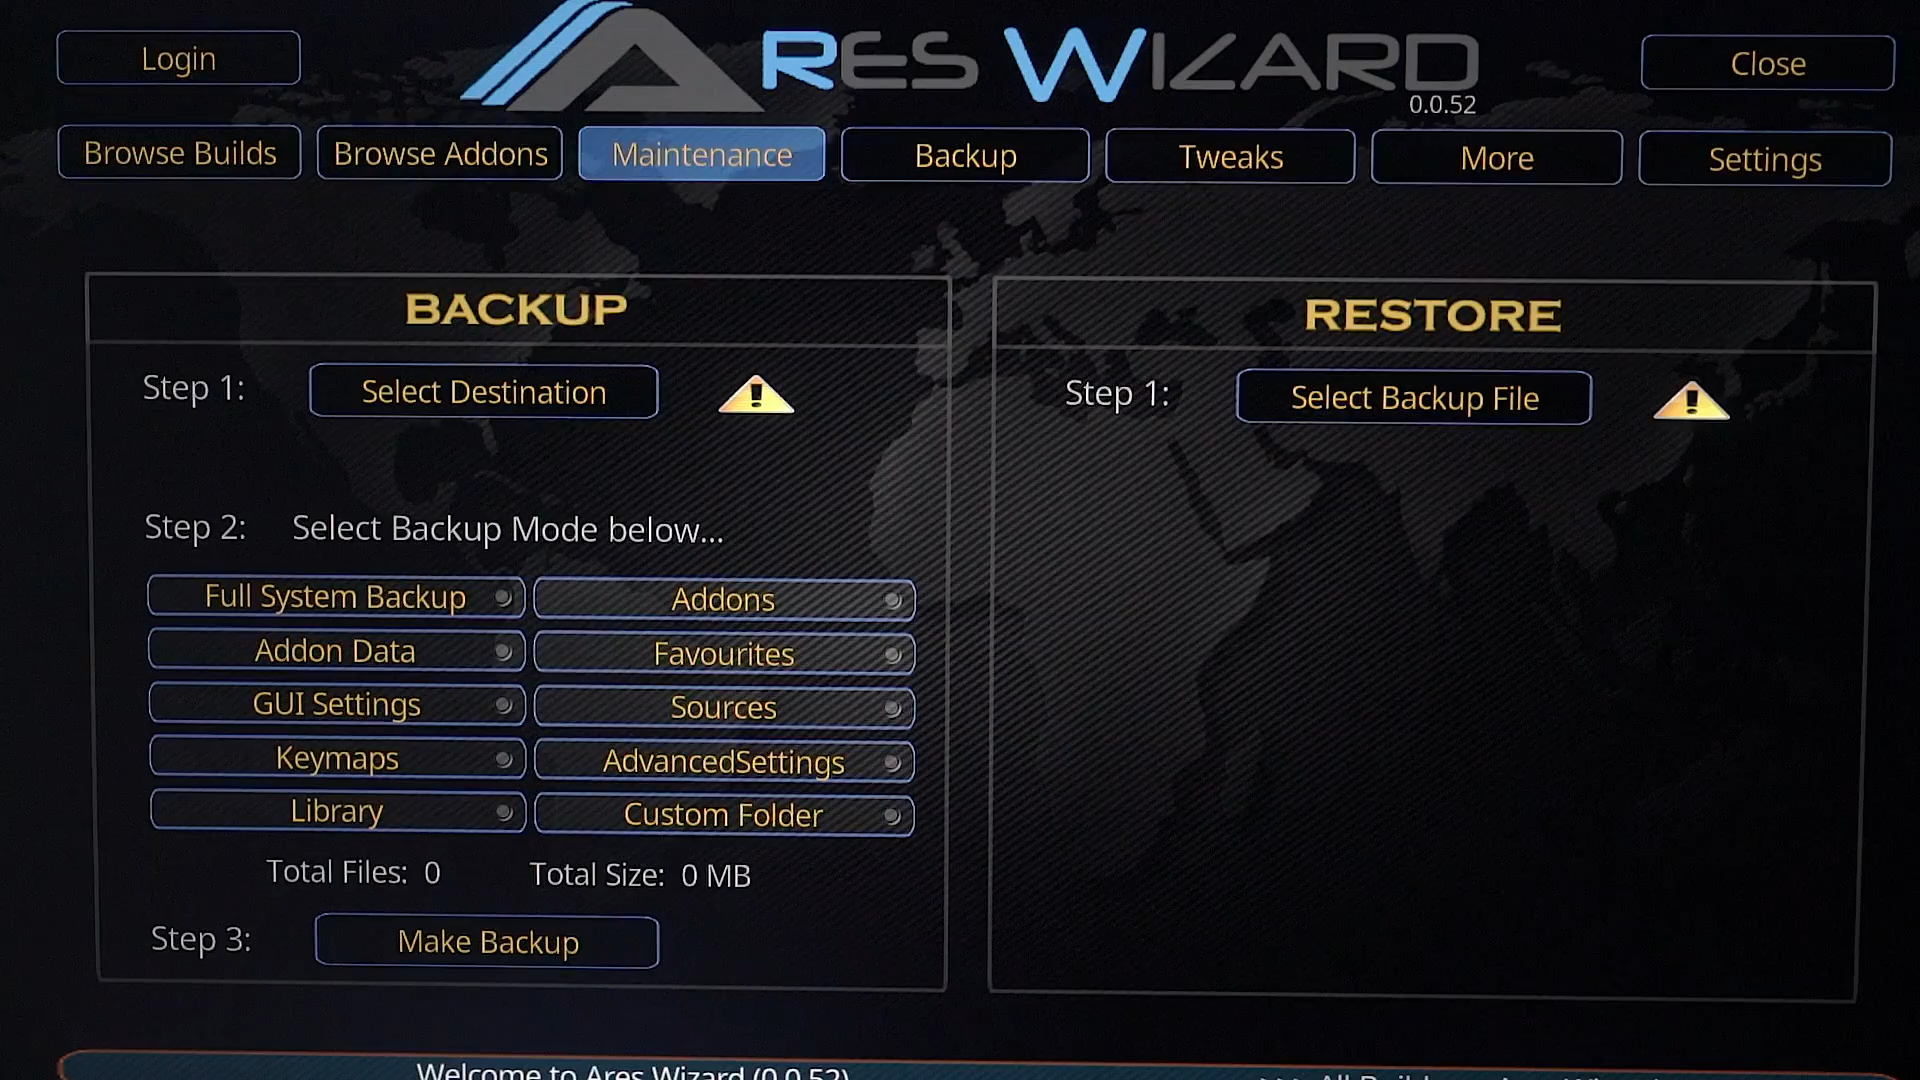 Login
ARES WIZARD
Close
0.0.52
Browse Builds
Browse Addons
Maintenance
Backup
Tweaks
More
Settings
BACKUP
Step 1:
Select Destination
Step 2:
Select Backup Mode below...
Full System Backup
Addons
Addon Data
Favourites
GUI Settings
Sources
Keymaps
AdvancedSettings
Library
Custom Folder
Total Files: 0
Total Size: 0 MB
Step 3:
Make Backup
RESTORE
Step 1:
Select Backup File
Welcome to Ares Wizard (0.0.52)